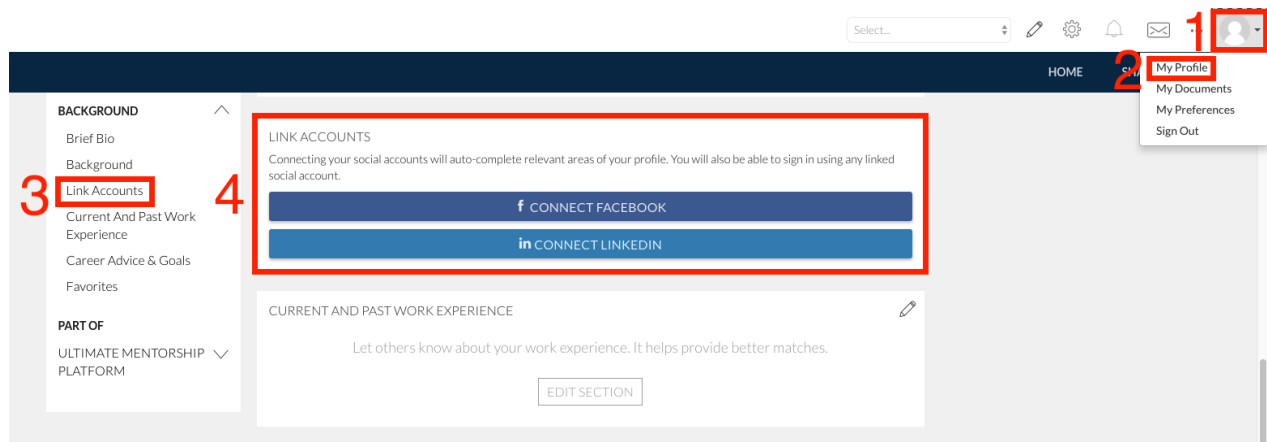 Select...
1
HOME
SHA
2
My Profile
My Documents
My Preferences
Sign Out
BACKGROUND
Brief Bio
Background
3
Link Accounts
Current And Past Work
Experience
Career Advice & Goals
Favorites
PART OF
ULTIMATE MENTORSHIP
PLATFORM
4
LINK ACCOUNTS
Connecting your social accounts will auto-complete relevant areas of your profile. You will also be able to sign in using any linked
social account.
f CONNECT FACEBOOK
in CONNECT LINKEDIN
CURRENT AND PAST WORK EXPERIENCE
Let others know about your work experience. It helps provide better matches.
EDIT SECTION